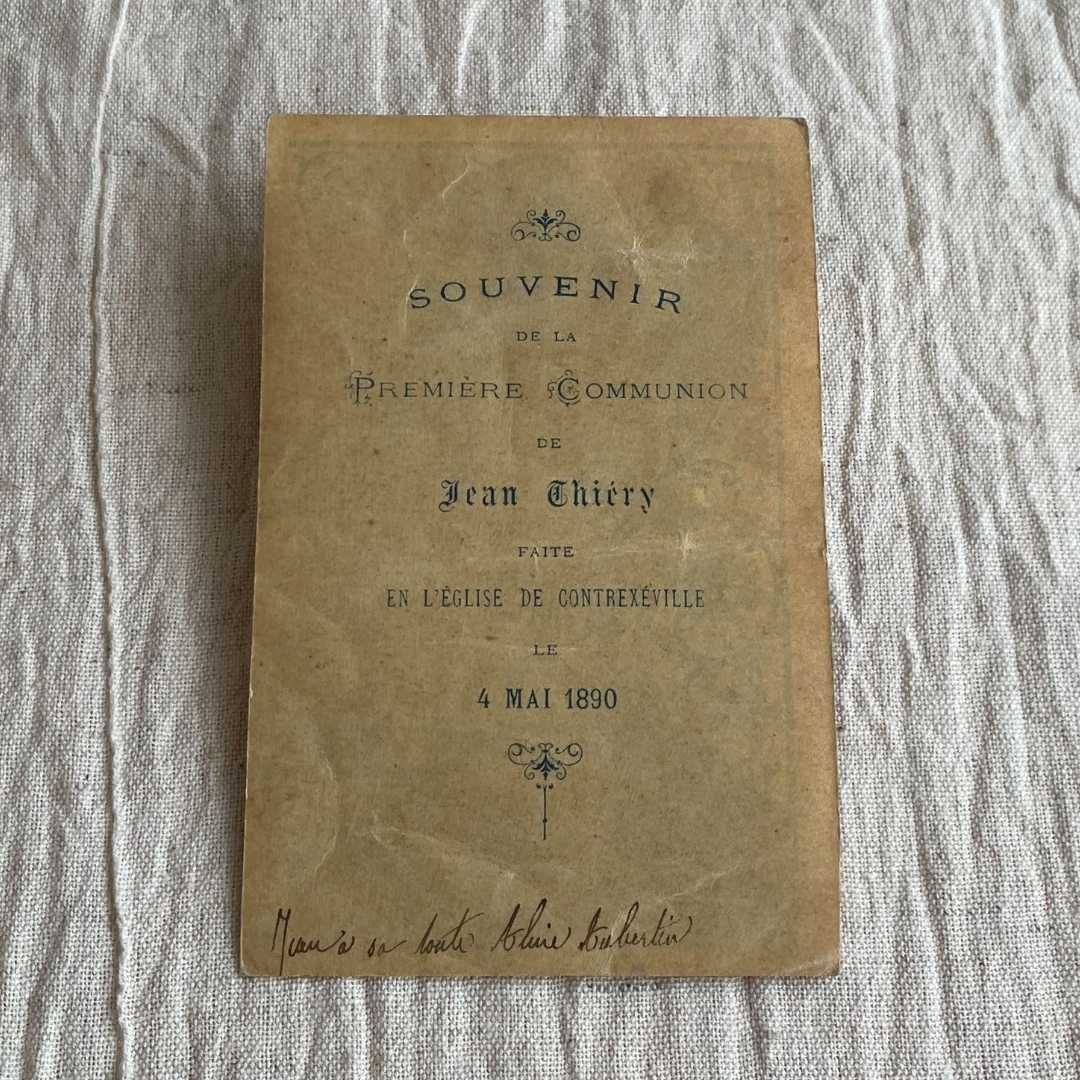 SOUVENIR
DE LA
PREMIÈRE COMMUNION
DE
Jean Thiéry
FAITE
EN L'ÉGLISE DE CONTREXÉVILLE
LE
4 MAI 1890
Jean à sa tante Aubertin